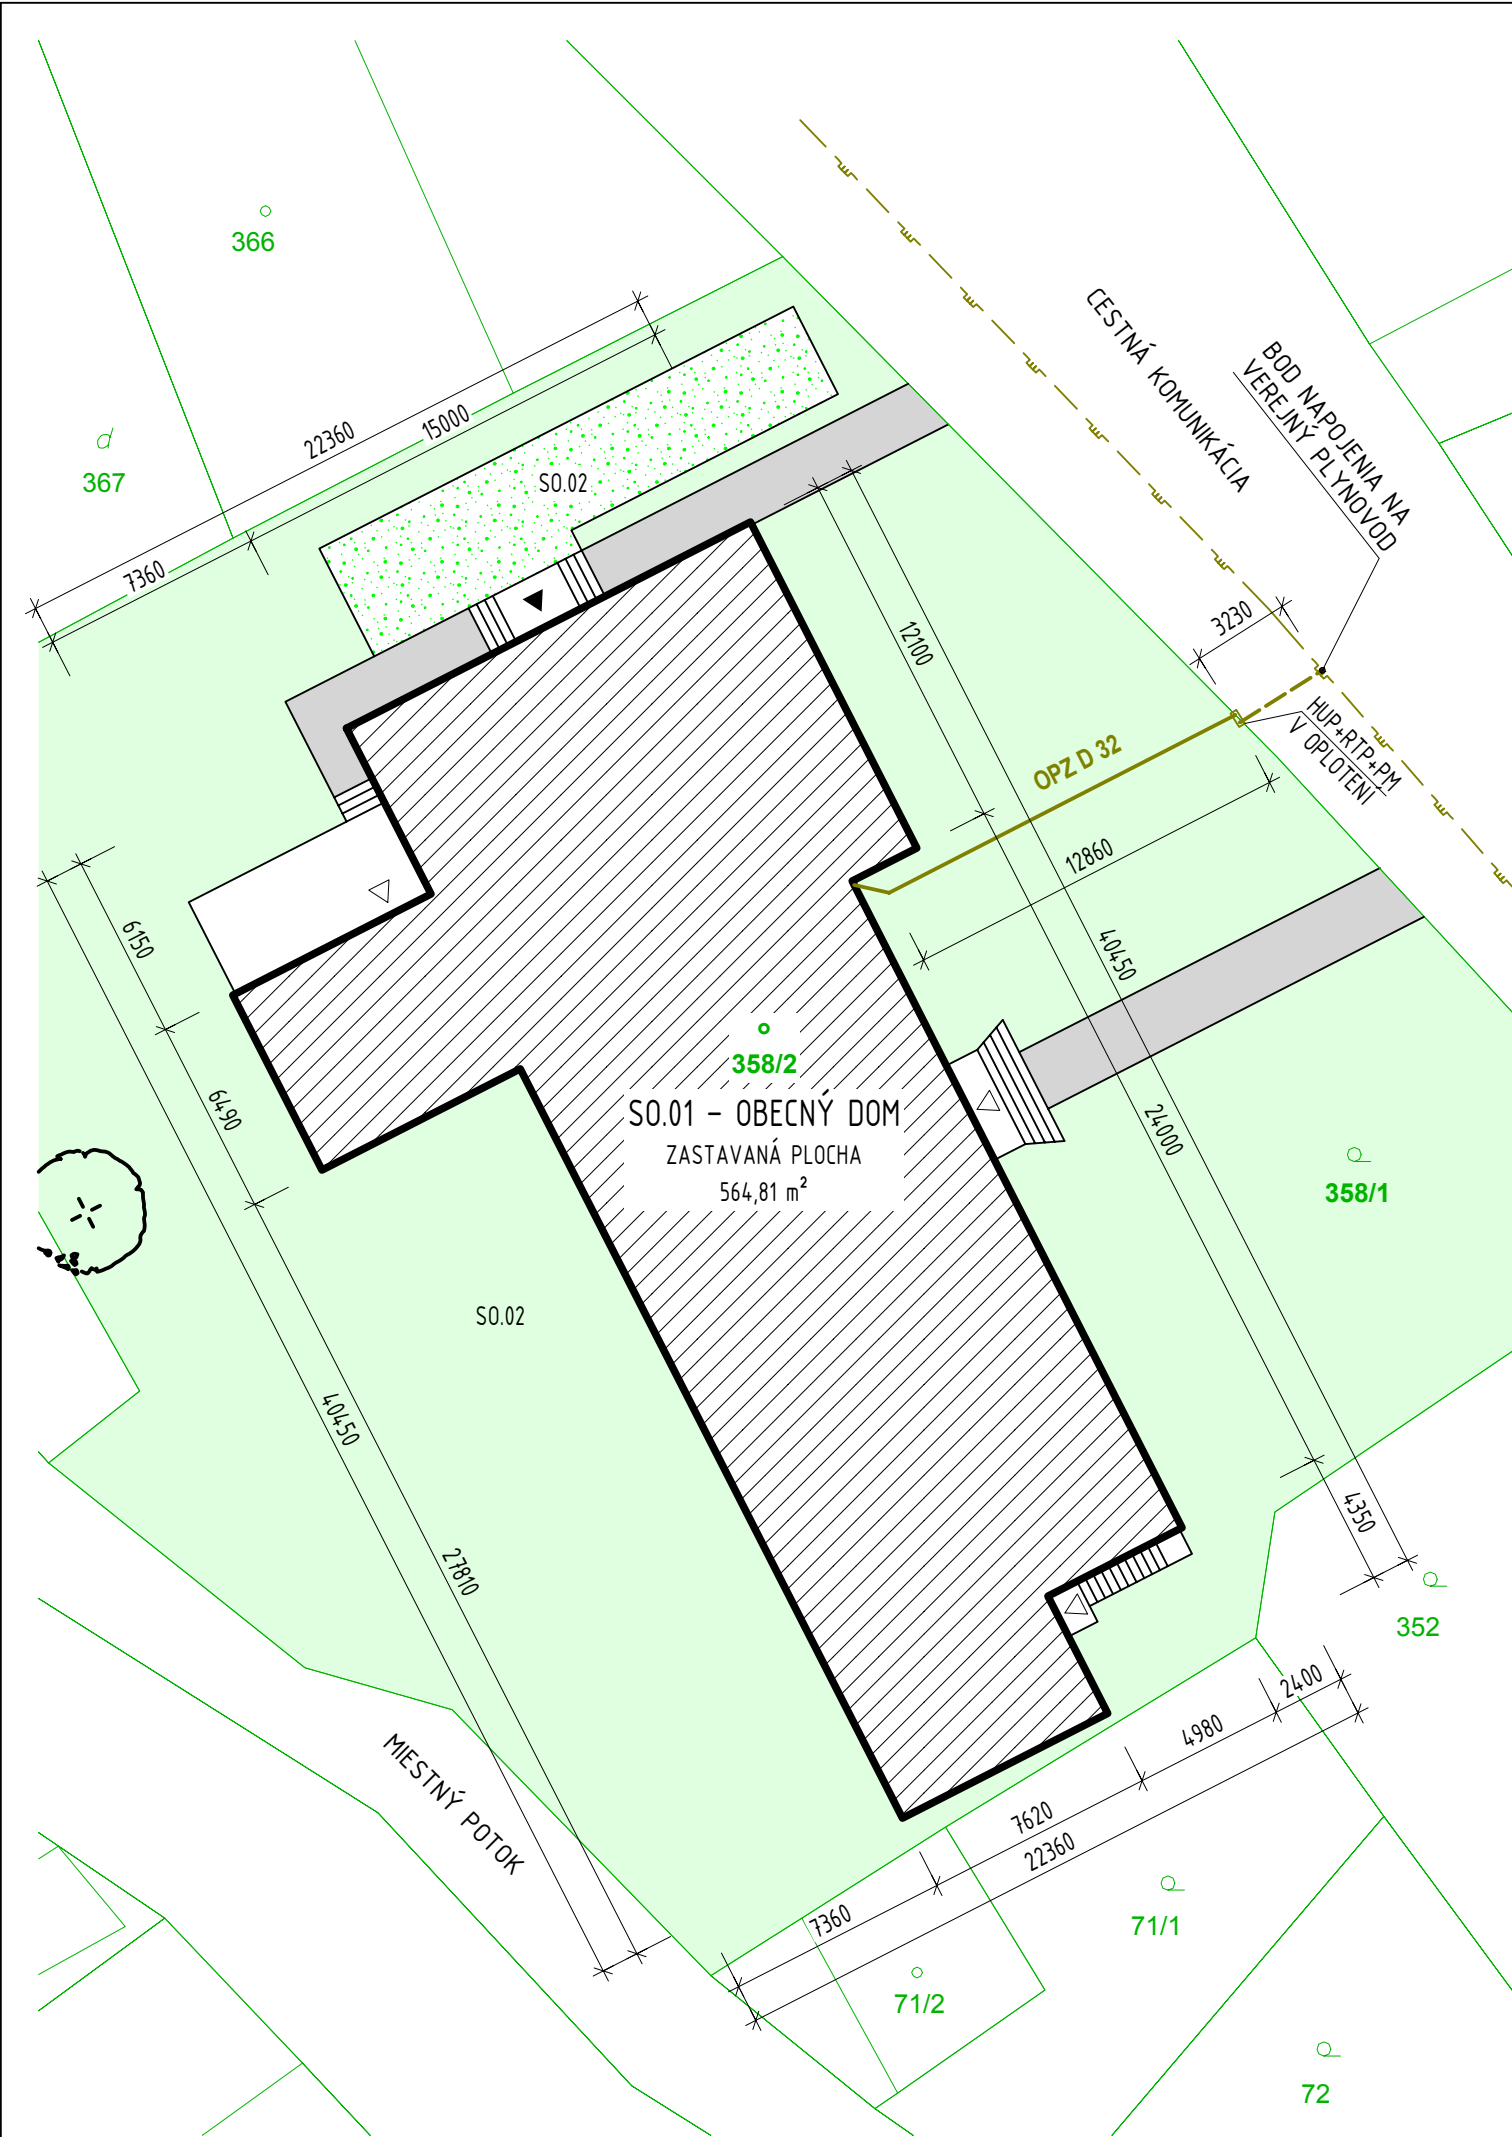 366
367
22360
15000
7360
SO.02
CESTNÁ KOMUNIKÁCIA
BOD NAPOJENIA NA
VEREJNÝ PLYNOVOD
3230
12100
HUP+RTP+PM
V OPLOTENÍ
OPZ D 32
12860
6150
40450
6490
358/2
SO.01 - OBECNÝ DOM
ZASTAVANÁ PLOCHA
564,81 m²
24000
358/1
SO.02
40450
27810
4350
352
2400
4980
7620
22360
7360
MIESTNÝ POTOK
71/1
71/2
72